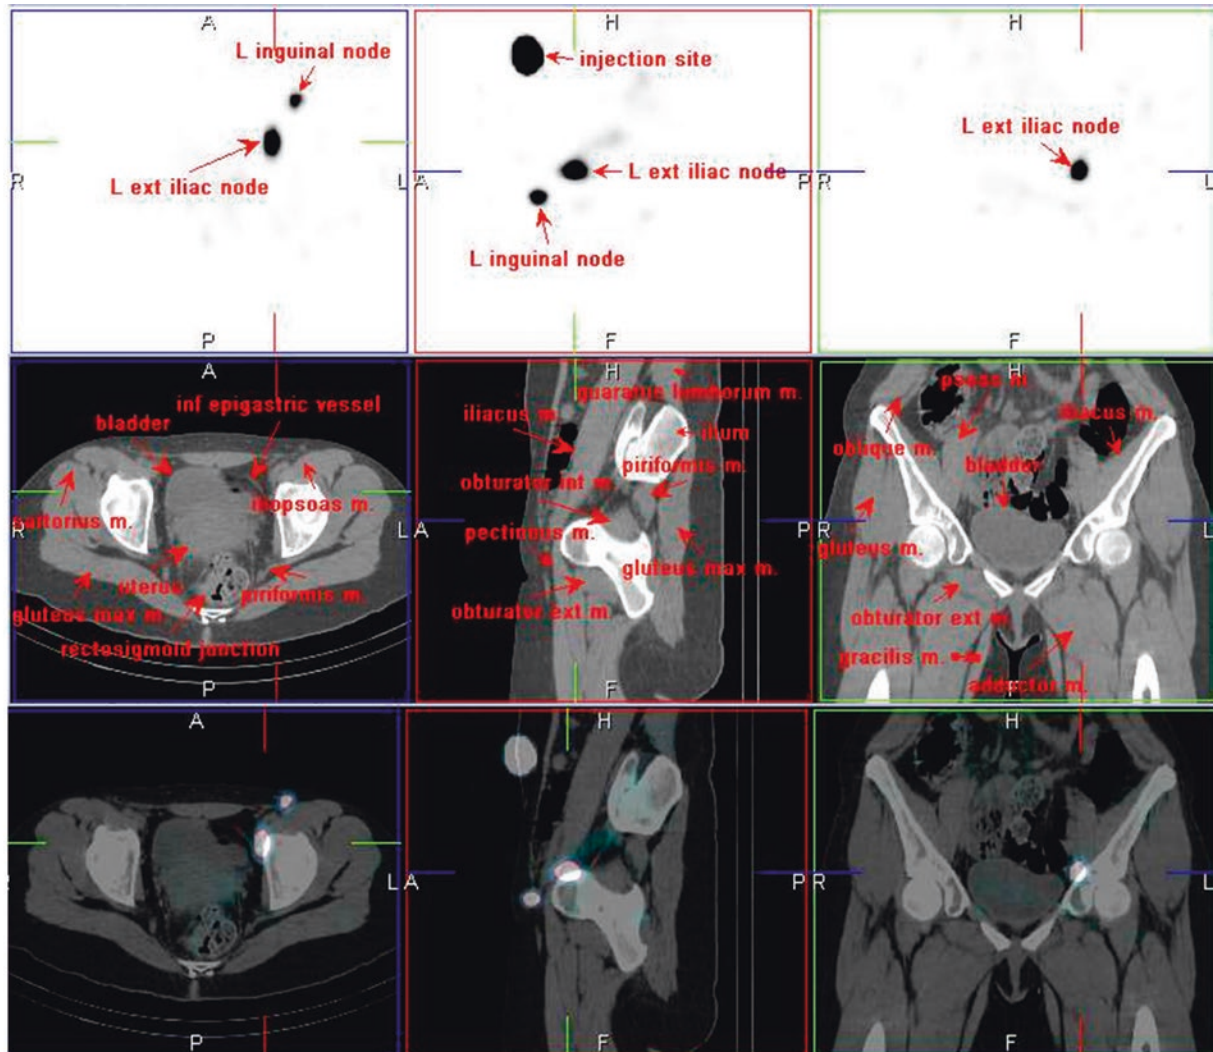 A
L inguinal node
L ext iliac node
R
L
P
H
injection site
L ext iliac node
A
P
L inguinal node
F
H
L ext iliac node
R
L
F
A
inf epigastric vessel
bladder
iliopsoas m.
sartorius m.
R
uterus
piriformis m.
gluteus max m.
rectosigmoid junction
P
H
quaratus lumborum m.
iliacus m.
ilium
piriformis m.
obturator int m.
A
P
pectineus m.
gluteus max m.
obturator ext m.
F
H
psoas m.
iliacus m.
oblique m.
bladder
R
L
gluteus m.
obturator ext m.
gracilis m.
F
adductor m.
A
L
P
H
A
P
F
H
R
L
F